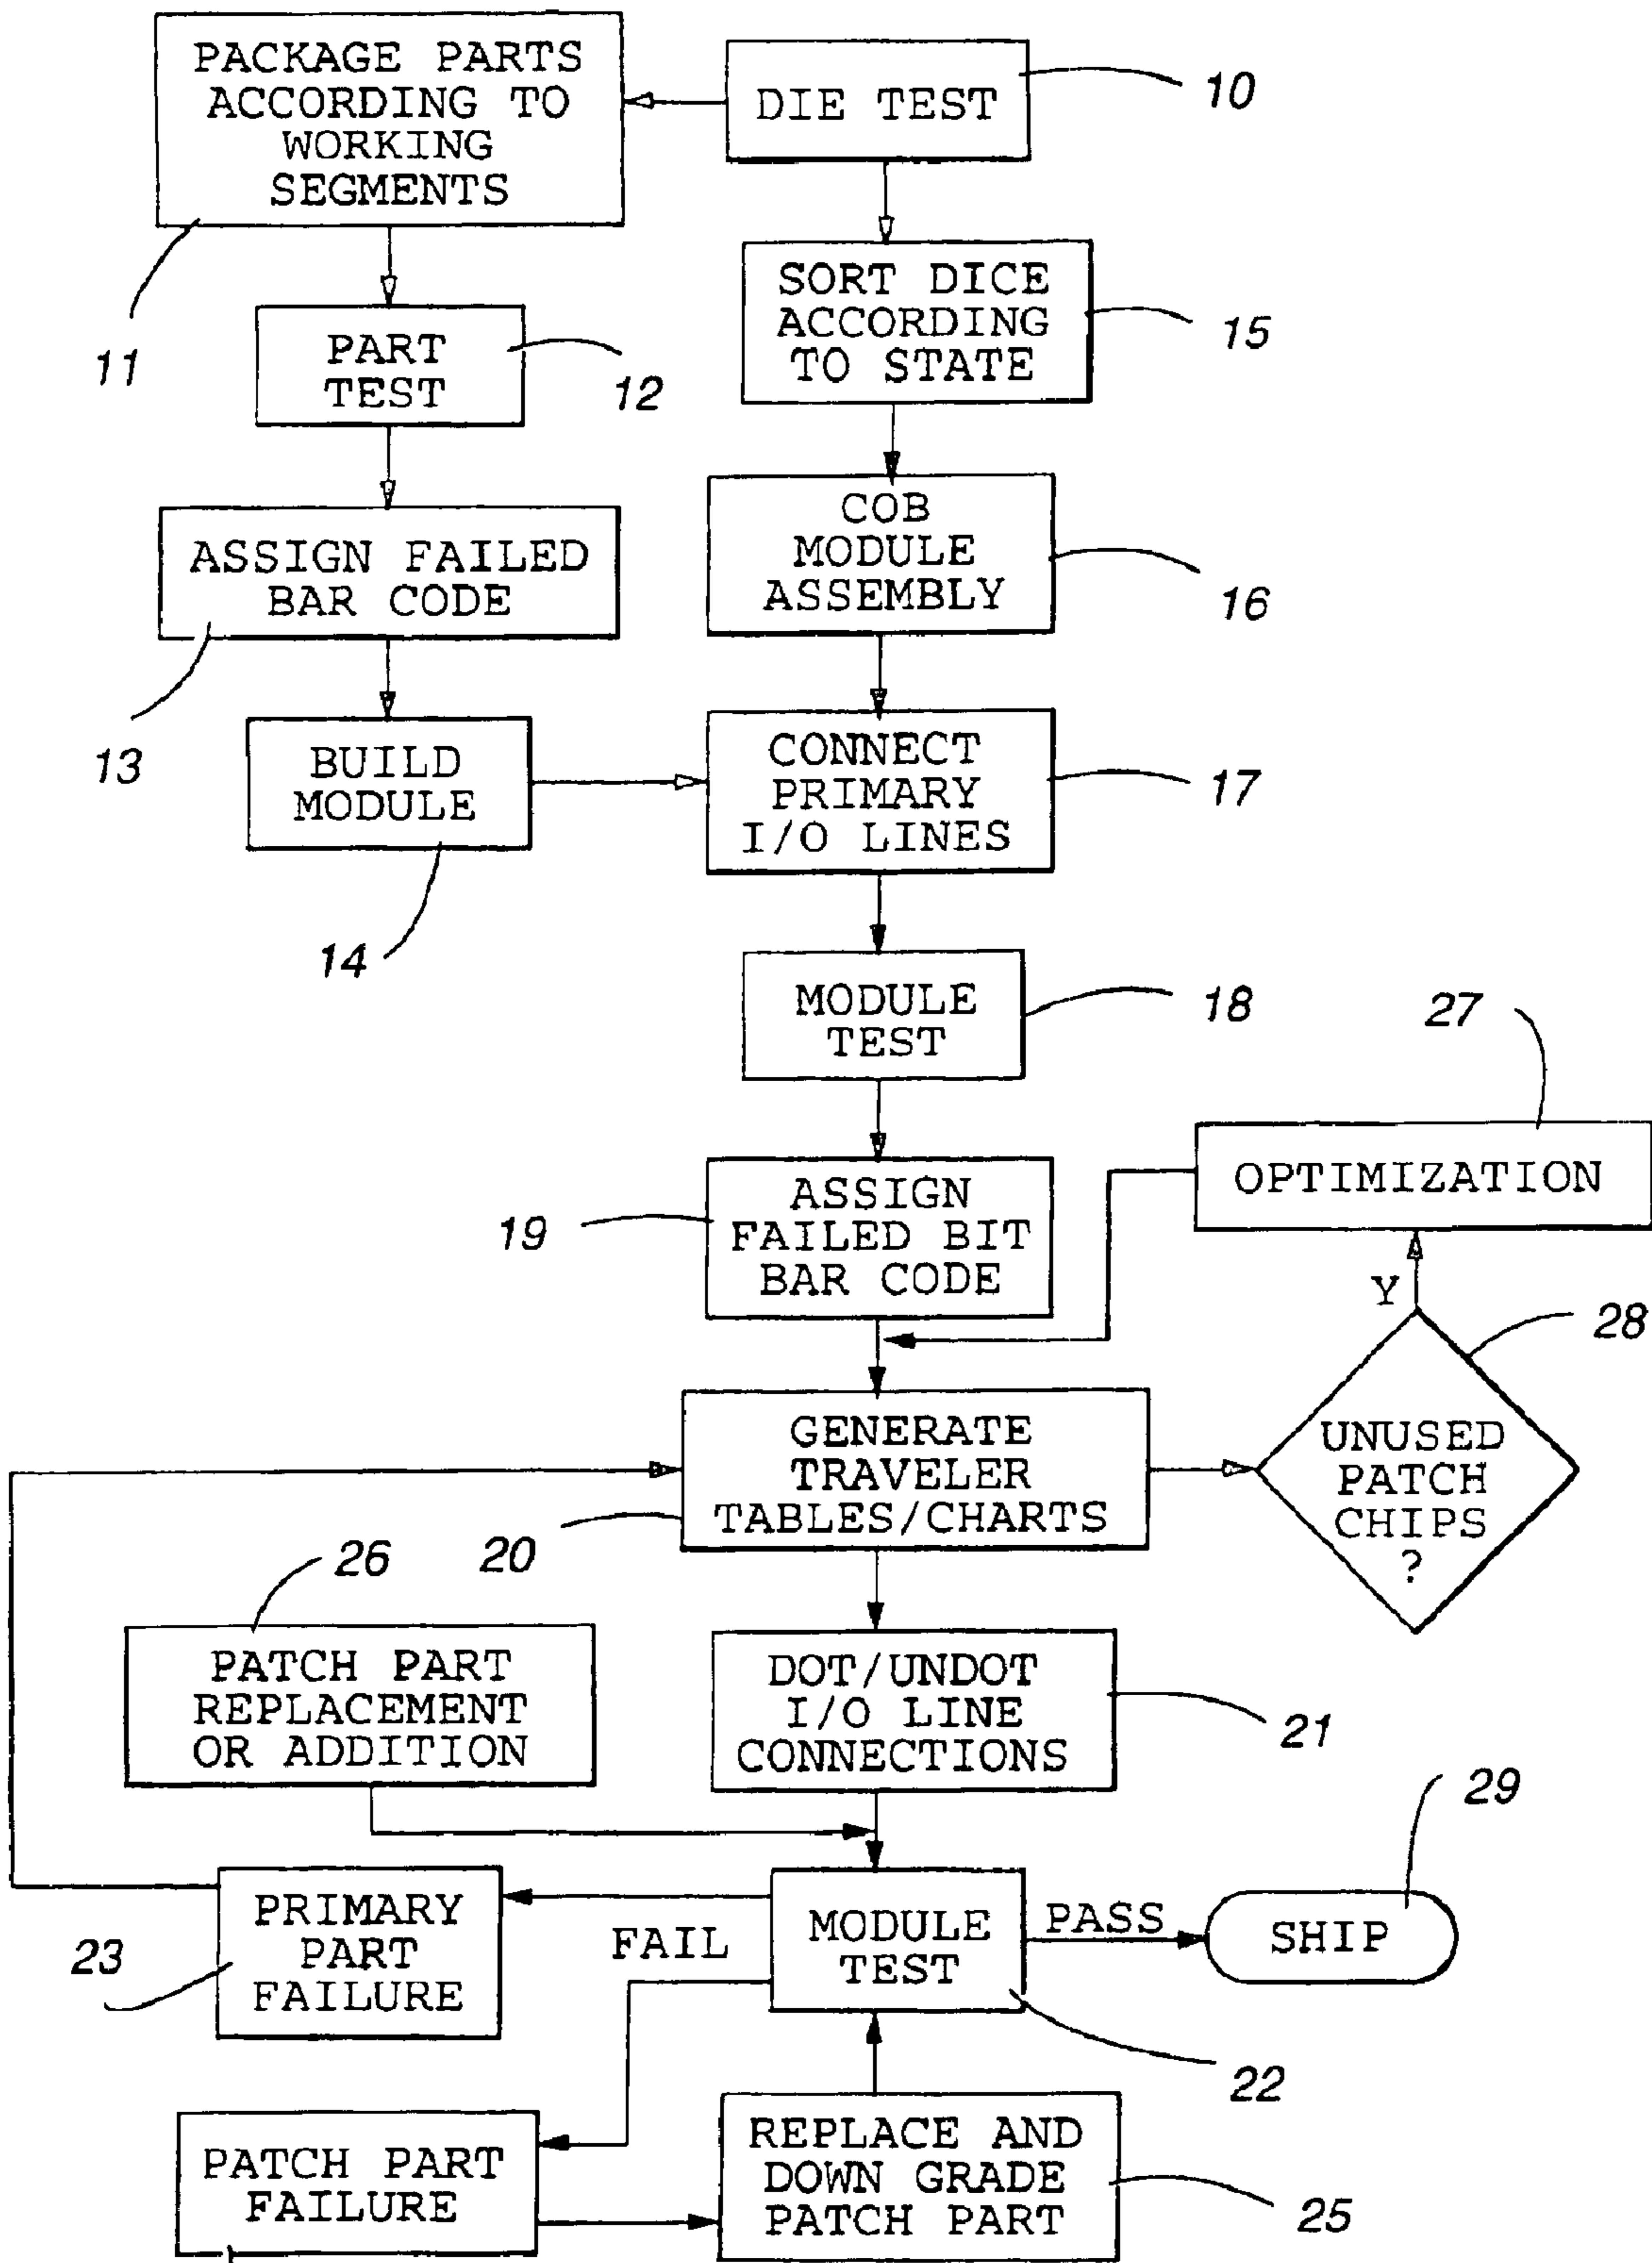 PACKAGE PARTS
ACCORDING TO
WORKING
SEGMENTS
DIE TEST
10
11
SORT DICE
ACCORDING
TO STATE
15
PART
TEST
12
COB
MODULE
ASSEMBLY
16
ASSIGN FAILED
BAR CODE
13
BUILD
MODULE
14
CONNECT
PRIMARY
I/O LINES
17
MODULE
TEST
18
27
OPTIMIZATION
ASSIGN
FAILED BIT
BAR CODE
19
Y
28
GENERATE
TRAVELER
TABLES/CHARTS
20
UNUSED
PATCH
CHIPS
?
26
PATCH PART
REPLACEMENT
OR ADDITION
DOT/UNDOT
I/O LINE
CONNECTIONS
21
29
PRIMARY
PART
FAILURE
23
FAIL
MODULE
TEST
PASS
SHIP
22
PATCH PART
FAILURE
REPLACE AND
DOWN GRADE
PATCH PART
25